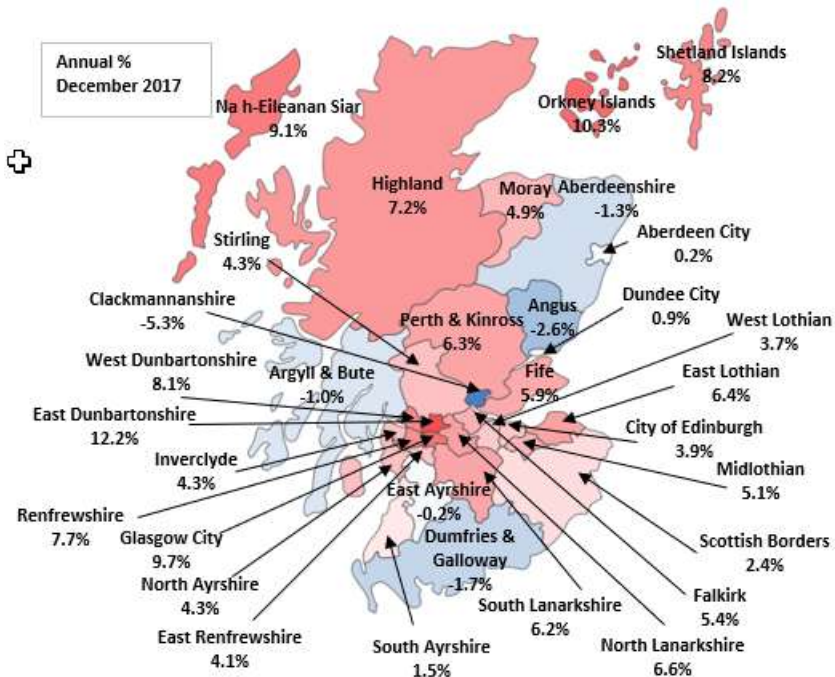 Annual %
December 2017
Shetland Islands
8.2%
Na h-Eileanan Siar
9.1%
Orkney Islands
10.3%
Highland
7.2%
Moray
4.9%
Aberdeenshire
-1.3%
Stirling
4.3%
Aberdeen City
0.2%
Clackmannanshire
-5.3%
Perth & Kinross
6.3%
Angus
-2.6%
Dundee City
0.9%
West Lothian
3.7%
West Dunbartonshire
8.1%
Argyll & Bute
-1.0%
Fife
5.9%
East Lothian
6.4%
East Dunbartonshire
12.2%
City of Edinburgh
3.9%
Inverclyde
4.3%
Midlothian
5.1%
East Ayrshire
-0.2%
Renfrewshire
7.7%
Glasgow City
9.7%
Dumfries &
Galloway
-1.7%
Scottish Borders
2.4%
North Ayrshire
4.3%
South Lanarkshire
6.2%
Falkirk
5.4%
East Renfrewshire
4.1%
South Ayrshire
1.5%
North Lanarkshire
6.6%